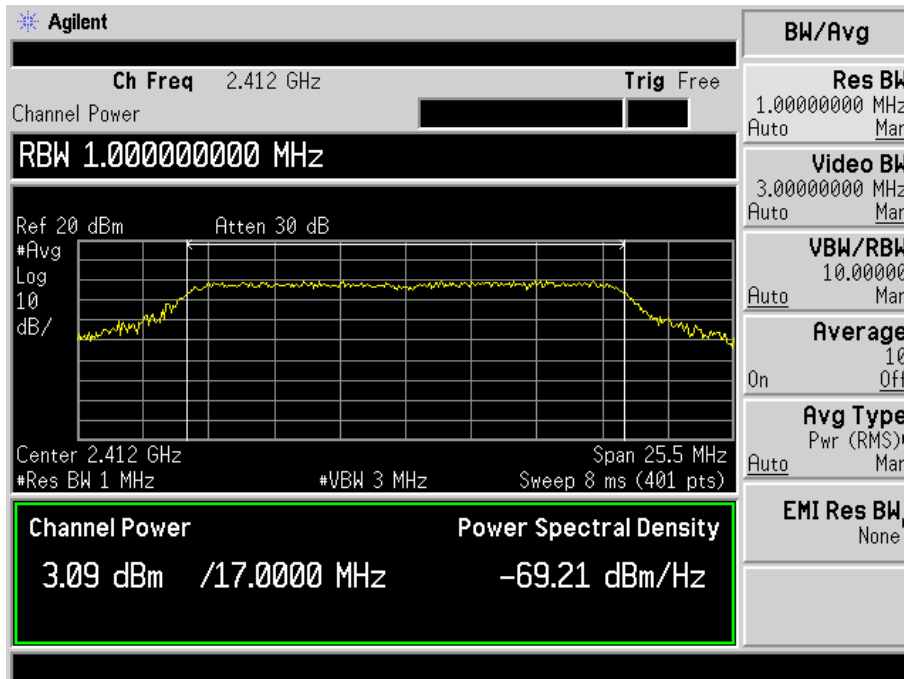 Agilent
Ch Freq 2.412 GHz Trig Free
Channel Power
RBW 1.000000000 MHz
Ref 20 dBm Atten 30 dB
#Avg
Log
10
dB/
Center 2.412 GHz Span 25.5 MHz
#Res BW 1 MHz #VBW 3 MHz Sweep 8 ms (401 pts)
Channel Power Power Spectral Density
3.09 dBm /17.0000 MHz -69.21 dBm/Hz
BW/Avg
Res BW
1.00000000 MHz
Auto Man
Video BW
3.00000000 MHz
Auto Man
VBW/RBW
10.00000
Auto Man
Average
10
On Off
Avg Type
Pwr (RMS)
Auto Man
EMI Res BW
None